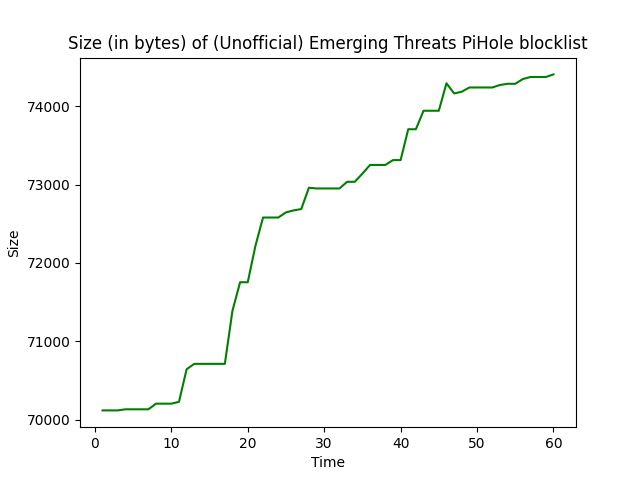 Size (in bytes) of (Unofficial) Emerging Threats PiHole blocklist
74000
73000
72000
71000
70000
Size
0 10 20 30 40 50 60
Time